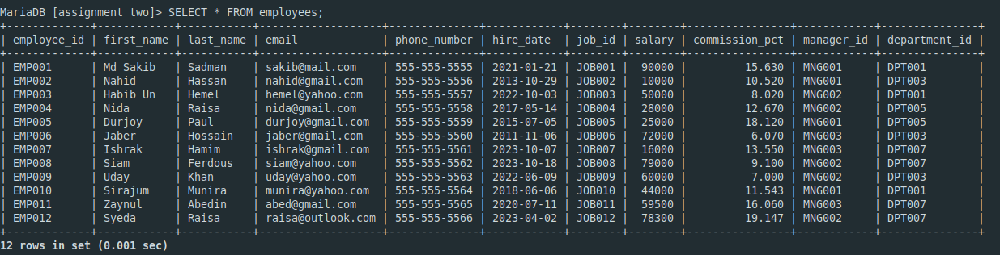 MariaDB [assignment_two]> SELECT * FROM employees;
+-------------+------------+-----------+-------------------+--------------+------------+--------+--------+----------------+------------+---------------+
| employee_id | first_name | last_name | email             | phone_number | hire_date  | job_id | salary | commission_pct | manager_id | department_id |
+-------------+------------+-----------+-------------------+--------------+------------+--------+--------+----------------+------------+---------------+
| EMP001      | Md Sakib   | Sadman    | sakib@mail.com    | 555-555-5555 | 2021-01-21 | JOB001 |  90000 |         15.630 | MNG001     | DPT001        |
| EMP002      | Nahid      | Hassan    | nahid@gmail.com   | 555-555-5556 | 2013-10-29 | JOB002 |  10000 |         10.520 | MNG001     | DPT003        |
| EMP003      | Habib Un   | Hemel     | hemel@yahoo.com   | 555-555-5557 | 2022-10-03 | JOB003 |  50000 |          8.020 | MNG002     | DPT001        |
| EMP004      | Nida       | Raisa     | nida@gmail.com    | 555-555-5558 | 2017-05-14 | JOB004 |  28000 |         12.670 | MNG002     | DPT005        |
| EMP005      | Durjoy     | Paul      | durjoy@gmail.com  | 555-555-5559 | 2015-07-05 | JOB005 |  25000 |         18.120 | MNG001     | DPT005        |
| EMP006      | Jaber      | Hossain   | jaber@gmail.com   | 555-555-5560 | 2011-11-06 | JOB006 |  72000 |          6.070 | MNG003     | DPT003        |
| EMP007      | Ishrak     | Hamim     | ishrak@gmail.com  | 555-555-5561 | 2023-10-07 | JOB007 |  16000 |         13.550 | MNG003     | DPT007        |
| EMP008      | Siam       | Ferdous   | siam@yahoo.com    | 555-555-5562 | 2023-10-18 | JOB008 |  79000 |          9.100 | MNG002     | DPT007        |
| EMP009      | Uday       | Khan      | uday@yahoo.com    | 555-555-5563 | 2022-06-09 | JOB009 |  60000 |          7.000 | MNG002     | DPT003        |
| EMP010      | Sirajum    | Munira    | munira@yahoo.com  | 555-555-5564 | 2018-06-06 | JOB010 |  44000 |         11.543 | MNG001     | DPT001        |
| EMP011      | Zaynul     | Abedin    | abed@gmail.com    | 555-555-5565 | 2020-07-11 | JOB011 |  59500 |         16.060 | MNG003     | DPT007        |
| EMP012      | Syeda      | Raisa     | raisa@outlook.com | 555-555-5566 | 2023-04-02 | JOB012 |  78300 |         19.147 | MNG002     | DPT007        |
+-------------+------------+-----------+-------------------+--------------+------------+--------+--------+----------------+------------+---------------+
12 rows in set (0.001 sec)